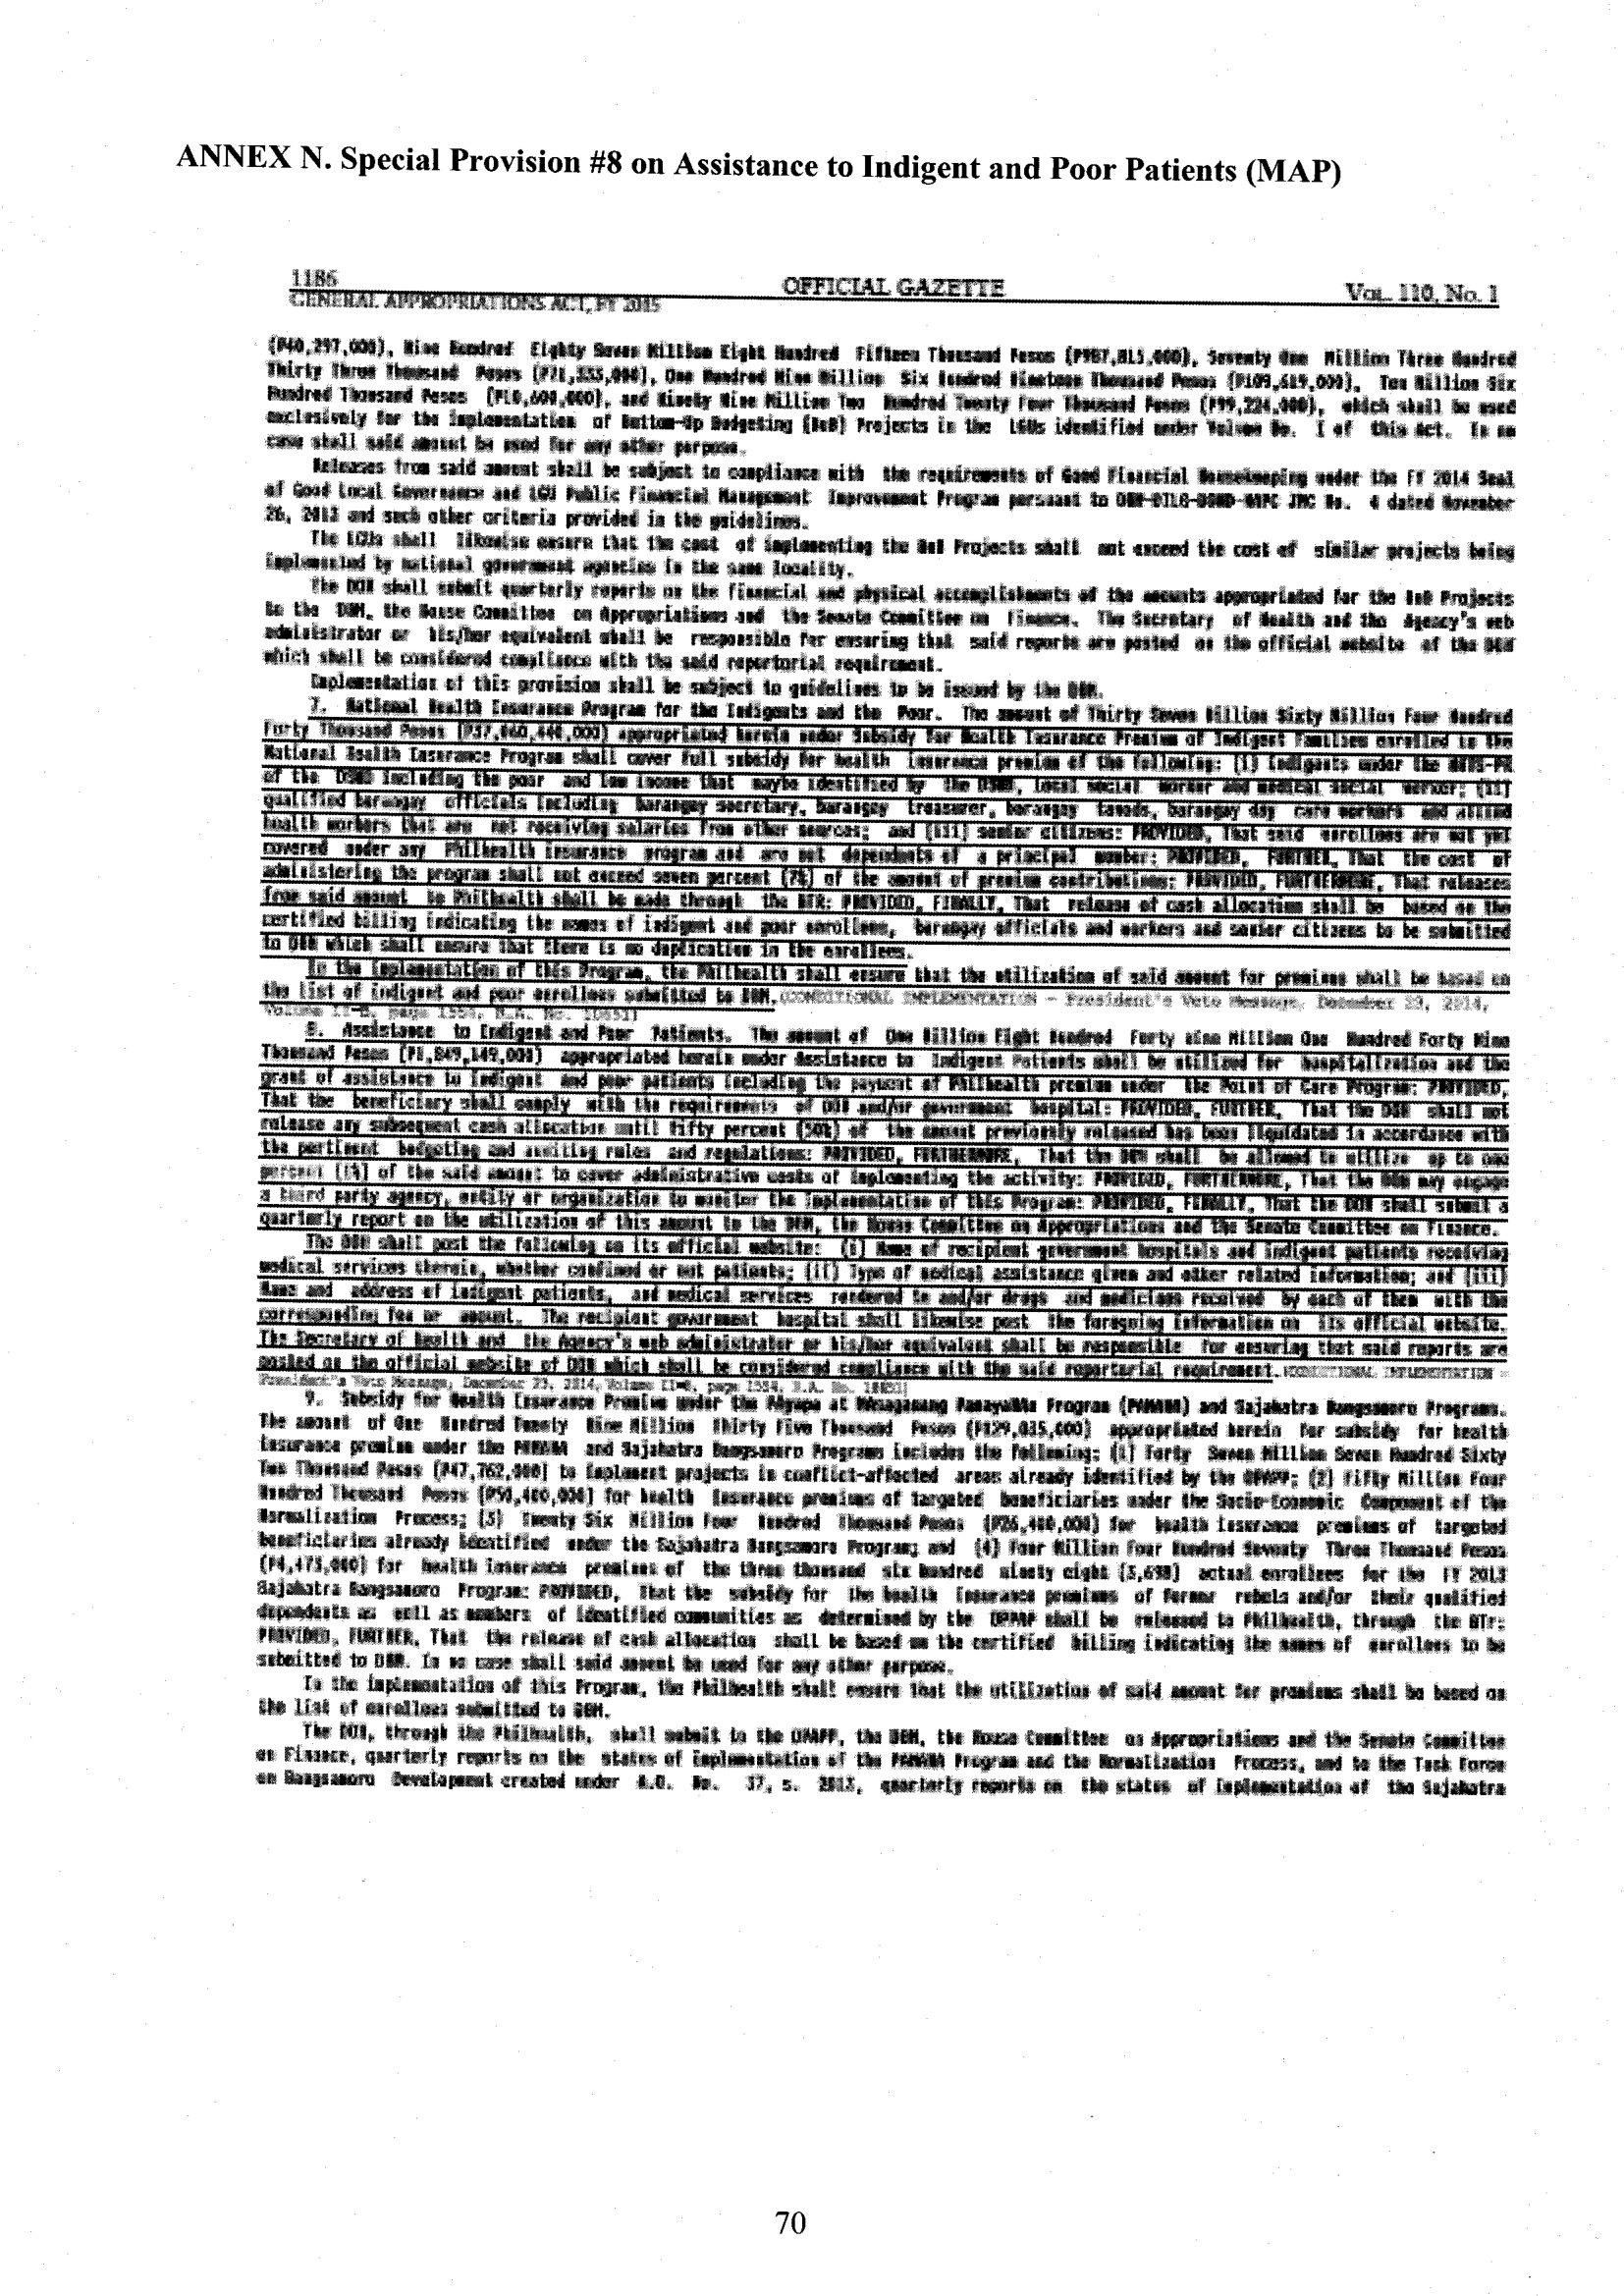 ANNEX N. Special Provision #8 on Assistance to Indigent and Poor Patients (MAP)
1186 OFFICIAL GAZETTE Vol. 110, No. 1
GENERAL APPROPRIATIONS ACT, FY 2015
Nine Hundred Eighty Seven Million Eight Hundred Fifteen Thousand Pesos (P987,815,000), Seventy One Million Three Hundred
Thirty Three Thousand Pesos (P71,333,000), One Hundred Nine Million Six Hundred Nineteen Thousand Pesos (P109,619,000), Ten Million Six
Hundred Thousand Pesos (P10,600,000), and Ninety Nine Million Two Hundred Twenty Four Thousand Pesos (P99,224,000), which shall be used
exclusively for the implementation of Bottom-Up Budgeting (BuB) Projects in the LGUs identified under Volume No. I of this Act. In no
case shall said amount be used for any other purpose.
Releases from said amount shall be subject to compliance with the requirements of Good Financial Housekeeping under the FY 2014 Seal
of Good Local Governance and LGU Public Financial Management Improvement Program pursuant to DBM-DILG-DSWD-NAPC JMC No. 4 dated November
26, 2013 and such other criteria provided in the guidelines.
The LGUs shall likewise ensure that the cost of implementing the BuB Projects shall not exceed the cost of similar projects being
implemented by national government agencies in the same locality.
The DOH shall submit quarterly reports on the financial and physical accomplishments of the amounts appropriated for the BuB Projects
to the DBM, the House Committee on Appropriations and the Senate Committee on Finance. The Secretary of Health and the Agency's web
administrator or his/her equivalent shall be responsible for ensuring that said reports are posted on the official website of the DOH
which shall be considered compliance with the said reportorial requirement.
Implementation of this provision shall be subject to guidelines to be issued by the DBM.
7. National Health Insurance Program for the Indigents and the Poor. The amount of Thirty Seven Billion Sixty Million Four Hundred
Forty Thousand Pesos (P37,060,440,000) appropriated herein under Subsidy for Health Insurance Premium of Indigent Families enrolled in the
National Health Insurance Program shall cover full subsidy for health insurance premium of the following: (i) indigents under the NHTS-PR
of the DSWD including the poor and low income that maybe identified by the DSWD, local social worker and medical social worker; (ii)
qualified barangay officials including barangay secretary, barangay treasurer, barangay tanods, barangay day care workers and allied
health workers that are not receiving salaries from other sources; and (iii) senior citizens: PROVIDED, That said enrollees are not yet
covered under any Philhealth insurance program and are not dependents of a principal member: PROVIDED, FURTHER, That the cost of
administering the program shall not exceed seven percent (7%) of the amount of premium contributions: PROVIDED, FURTHERMORE, That releases
from said amount to Philhealth shall be made through the BTR: PROVIDED, FINALLY, That release of cash allocation shall be based on the
certified billing indicating the names of indigent and poor enrollees, barangay officials and workers and senior citizens to be submitted
to DBM which shall ensure that there is no duplication in the enrollees.
In the implementation of this Program, the Philhealth shall ensure that the utilization of said amount for premiums shall be based on
the list of indigent and poor enrollees submitted to DBM. (CONDITIONAL IMPLEMENTATION – President's Veto Message, December 23, 2014,
Volume II-B, page 1554, R.A. No. 10651)
8. Assistance to Indigent and Poor Patients. The amount of One Billion Eight Hundred Forty Nine Million One Hundred Forty Nine
Thousand Pesos (P1,849,149,000) appropriated herein under Assistance to Indigent Patients shall be utilized for hospitalization and the
grant of assistance to indigent and poor patients including the payment of Philhealth premium under the Point of Care Program: PROVIDED,
That the beneficiary shall comply with the requirements of DOH and/or government hospital: PROVIDED, FURTHER, That the DOH shall not
release any subsequent cash allocation until fifty percent (50%) of the amount previously released has been liquidated in accordance with
the pertinent budgeting and auditing rules and regulations: PROVIDED, FURTHERMORE, That the DOH shall be allowed to utilize up to one
percent (1%) of the said amount to cover administrative costs of implementing the activity: PROVIDED, FURTHERMORE, That the DOH may engage
a third party agency, entity or organization to monitor the implementation of this Program: PROVIDED, FINALLY, That the DOH shall submit a
quarterly report on the utilization of this amount to the DBM, the House Committee on Appropriations and the Senate Committee on Finance.
The DOH shall post the following on its official website: (i) Name of recipient government hospitals and indigent patients receiving
medical services therein, whether confined or out patients; (ii) Type of medical assistance given and other related information; and (iii)
Name and address of indigent patients, and medical services rendered to and/or drugs and medicines received by each of them with the
corresponding fee or amount. The recipient government hospital shall likewise post the foregoing information on its official website.
The Secretary of Health and the Agency's web administrator or his/her equivalent shall be responsible for ensuring that said reports are
posted on the official website of DOH which shall be considered compliance with the said reportorial requirement. (CONDITIONAL IMPLEMENTATION –
President's Veto Message, December 23, 2014, Volume II-B, page 1554, R.A. No. 10651)
9. Subsidy for Health Insurance Premium under the Payapa at Masaganang Pamayanan Program (PAMANA) and Sajahatra Bangsamoro Programs.
The amount of One Hundred Twenty Nine Million Thirty Five Thousand Pesos (P129,035,000) appropriated herein for subsidy for health
insurance premium under the PAMANA and Sajahatra Bangsamoro Programs includes the following: (1) Forty Seven Million Seven Hundred Sixty
Two Thousand Pesos (P47,762,000) to implement projects in conflict-affected areas already identified by the OPAPP; (2) Fifty Million Four
Hundred Thousand Pesos (P50,400,000) for health insurance premiums of targeted beneficiaries under the Socio-Economic Component of the
Normalization Process; (3) Twenty Six Million Four Hundred Thousand Pesos (P26,400,000) for health insurance premiums of targeted
beneficiaries already identified under the Sajahatra Bangsamoro Program; and (4) Four Million Four Hundred Seventy Three Thousand Pesos
(P4,473,000) for health insurance premiums of the three thousand six hundred ninety eight (3,698) actual enrollees for the FY 2013
Sajahatra Bangsamoro Program: PROVIDED, That the subsidy for the health insurance premiums of former rebels and/or their qualified
dependents as well as members of identified communities as determined by the OPAPP shall be released to Philhealth, through the BTr:
PROVIDED, FURTHER, That the release of cash allocation shall be based on the certified billing indicating the names of enrollees to be
submitted to DBM. In no case shall said amount be used for any other purpose.
In the implementation of this Program, the Philhealth shall ensure that the utilization of said amount for premiums shall be based on
the list of enrollees submitted to DBM.
The DOH, through the Philhealth, shall submit to the OPAPP, the DBM, the House Committee on Appropriations and the Senate Committee
on Finance, quarterly reports on the status of implementation of the PAMANA Program and the Normalization Process, and to the Task Force
on Bangsamoro Development created under A.O. No. 37, s. 2013, quarterly reports on the status of implementation of the Sajahatra
70